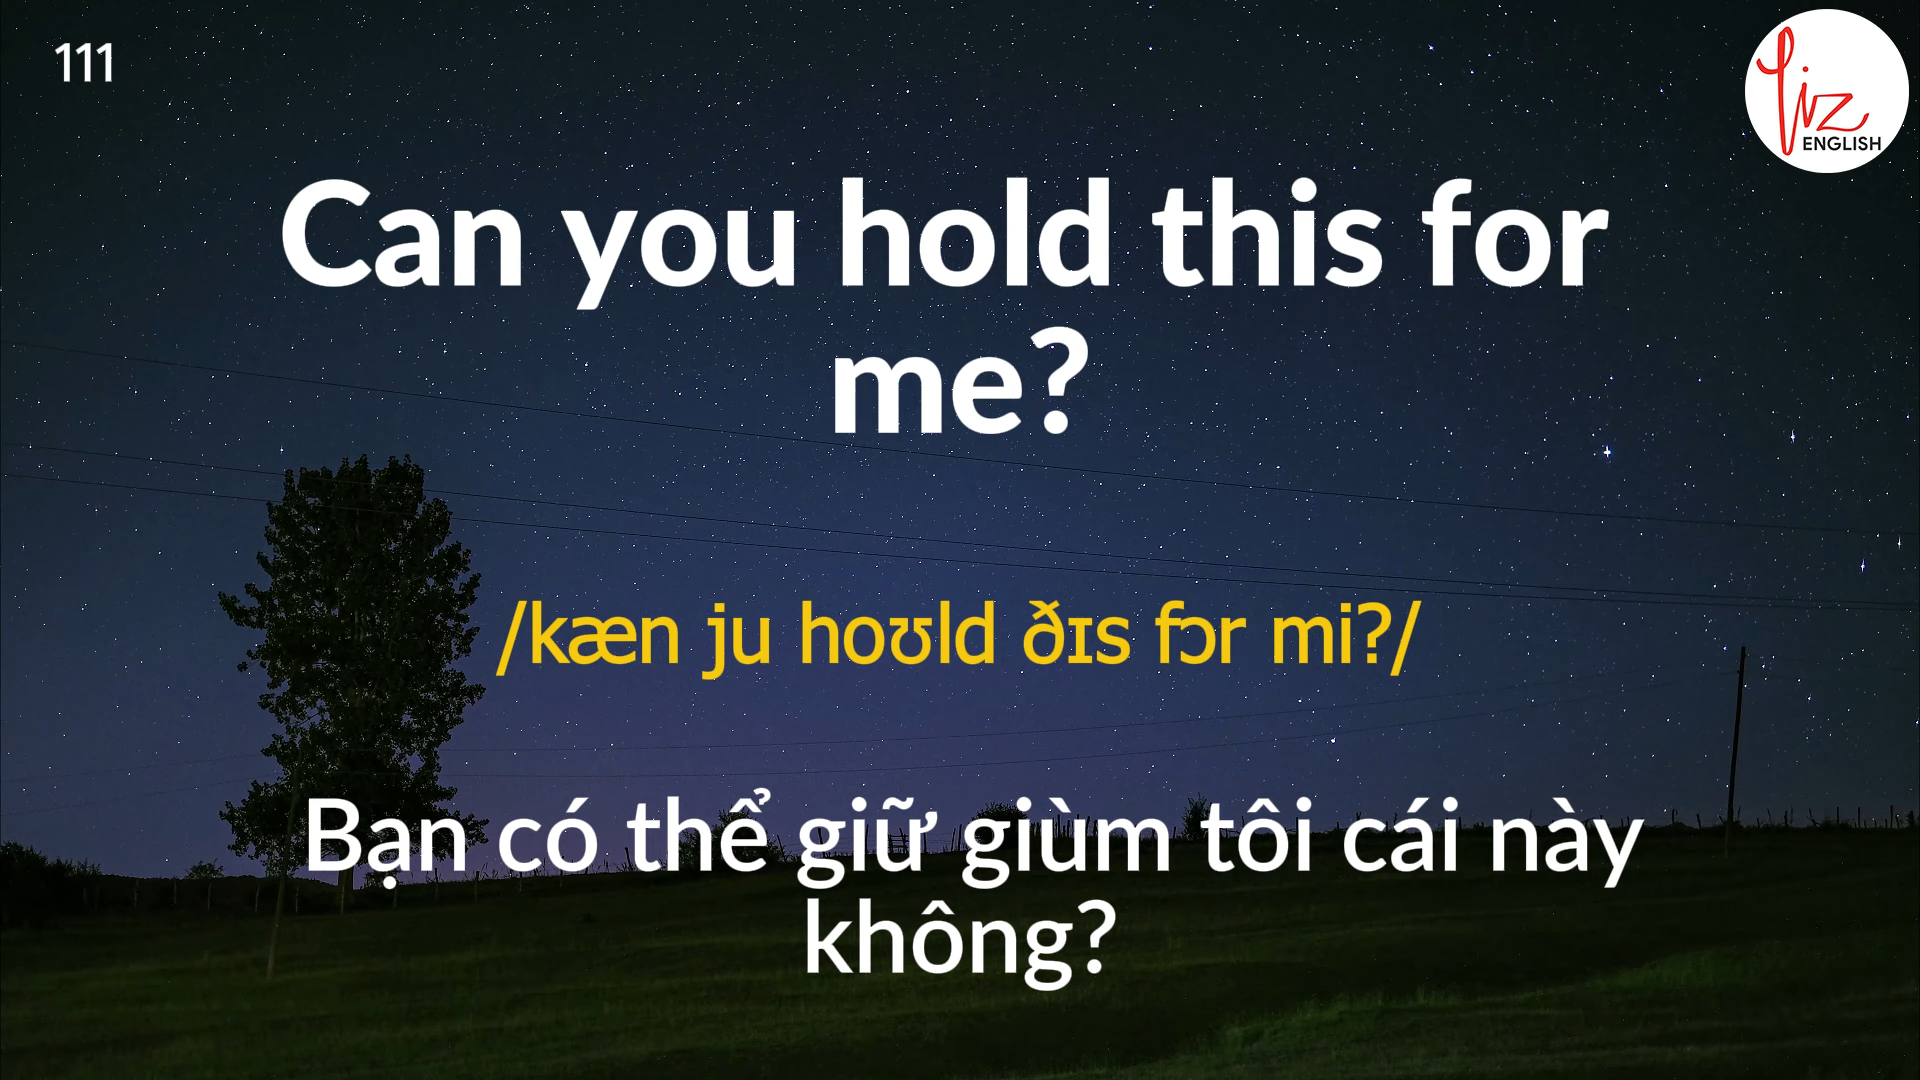 111
Liz
ENGLISH
Can you hold this for
me?
/kæn ju hoʊld ðɪs fɔr mi?/
Bạn có thể giữ giùm tôi cái này
không?